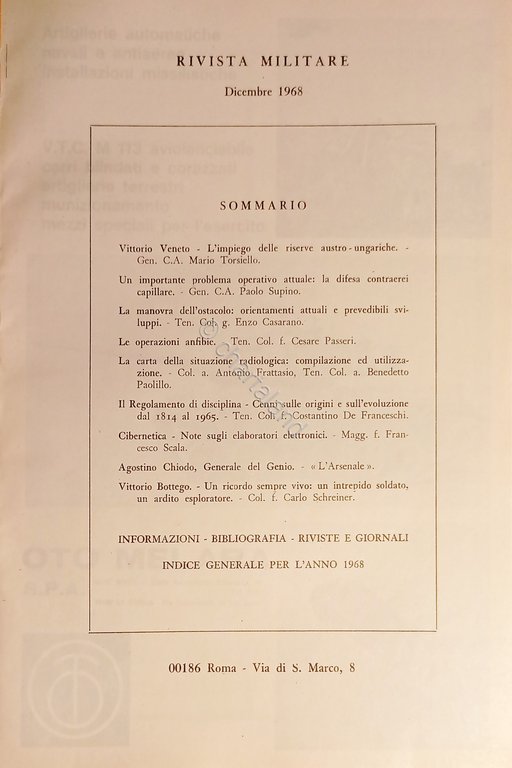 RIVISTA MILITARE
Dicembre 1968
SOMMARIO
Vittorio Veneto - L'impiego delle riserve austro-ungariche. -
Gen. C.A. Mario Torsiello.
Un importante problema operativo attuale: la difesa contraerei
capillare. - Gen. C.A. Paolo Supino.
La manovra dell'ostacolo: orientamenti attuali e prevedibili svi-
luppi. - Ten. Col. g. Enzo Casarano.
Le operazioni anfibie. - Ten. Col. f. Cesare Passeri.
La carta della situazione radiologica: compilazione ed utilizza-
zione. - Col. a. Antonio Frattasio, Ten. Col. a. Benedetto
Paolillo.
Il Regolamento di disciplina - Cenni sulle origini e sull'evoluzione
dal 1814 al 1965. - Ten. Col. f. Costantino De Franceschi.
Cibernetica - Note sugli elaboratori elettronici. - Magg. f. Fran-
cesco Scala.
Agostino Chiodo, Generale del Genio. - « L'Arsenale ».
Vittorio Bottego. - Un ricordo sempre vivo: un intrepido soldato,
un ardito esploratore. - Col. f. Carlo Schreiner.
INFORMAZIONI - BIBLIOGRAFIA - RIVISTE E GIORNALI
INDICE GENERALE PER L'ANNO 1968
00186 Roma - Via di S. Marco, 8